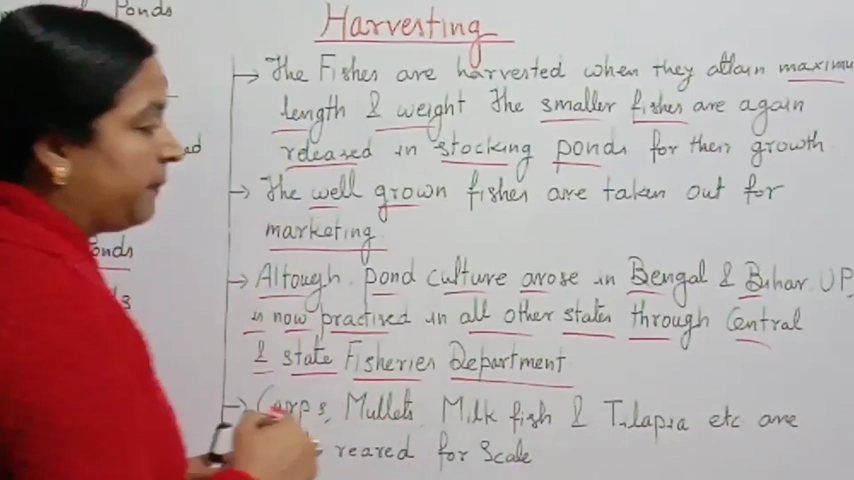 Ponds
Harvesting
→ The Fishes are harvested when they attain maximu
length & weight The smaller fishes are again
released in stocking ponds for their growth
→ The well grown fishes are taken out for
marketing
→ Altough pond culture arose in Bengal & Bihar, UP,
is now practised in all other states through Central
& state Fisheries Department
→ Carps, Mullets, Milk fish & Tilapia etc are
reared for Scale
ed
onds